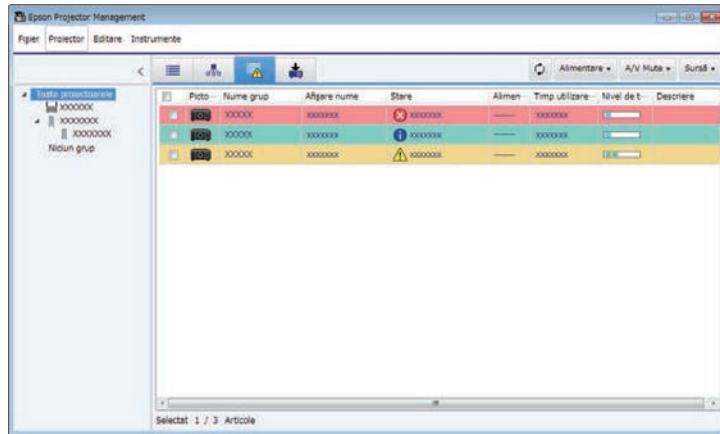 Epson Projector Management
Fișier Proiector Editare Instrumente
Alimentare A/V Mute Sursă
Toate proiectoarele
XXXXXX
XXXXXXX
XXXXXXX
Niciun grup
Picto... Nume grup Afișare nume Stare Alimen... Timp utilizare... Nivel de t... Descriere
XXXXX XXXXXXX XXXXXXX XXXXXXX
XXXXX XXXXXXX XXXXXXX XXXXXXX
XXXXX XXXXXXX XXXXXXX XXXXXXX
Selectat 1 / 3 Articole